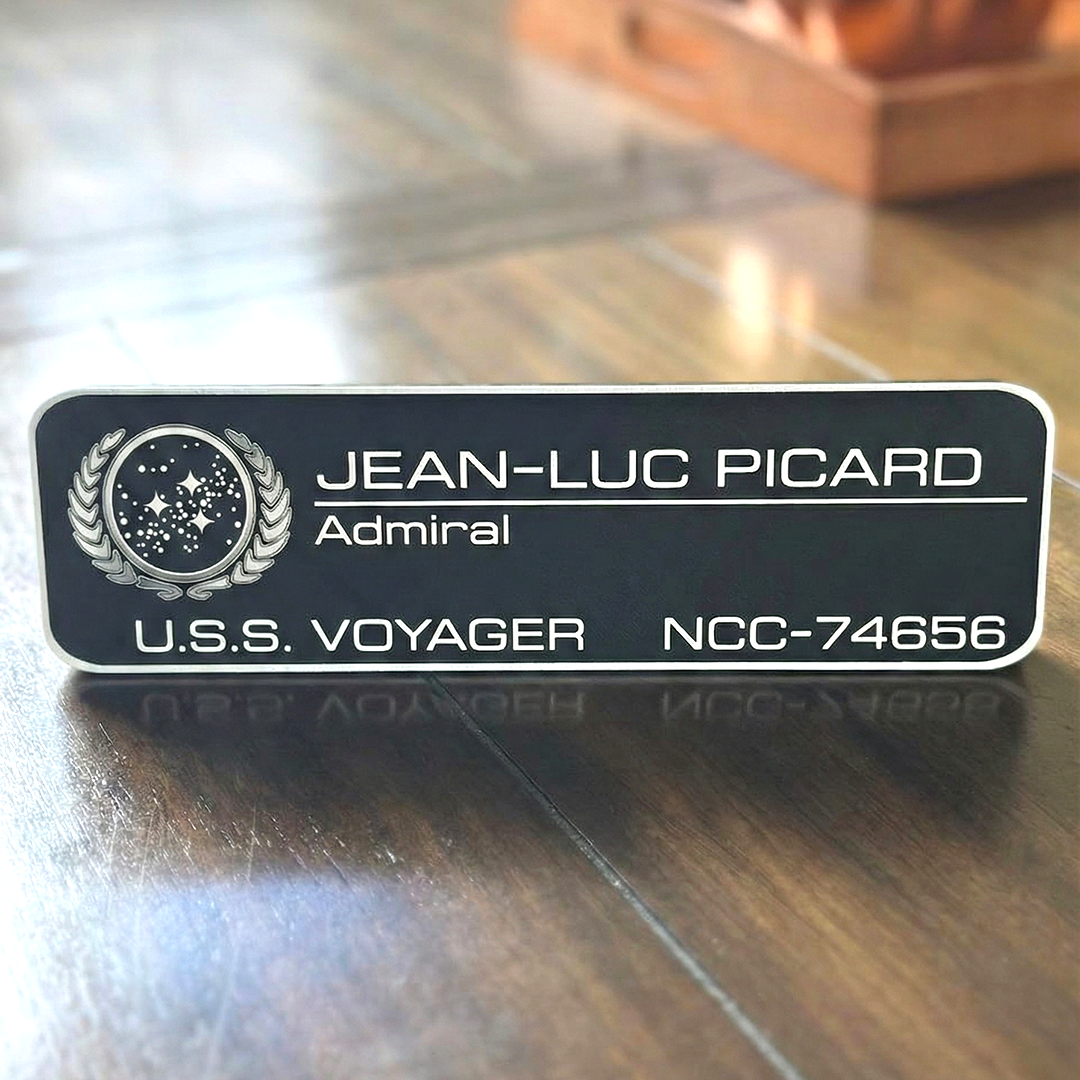 JEAN-LUC PICARD
Admiral
U.S.S. VOYAGER NCC-74656